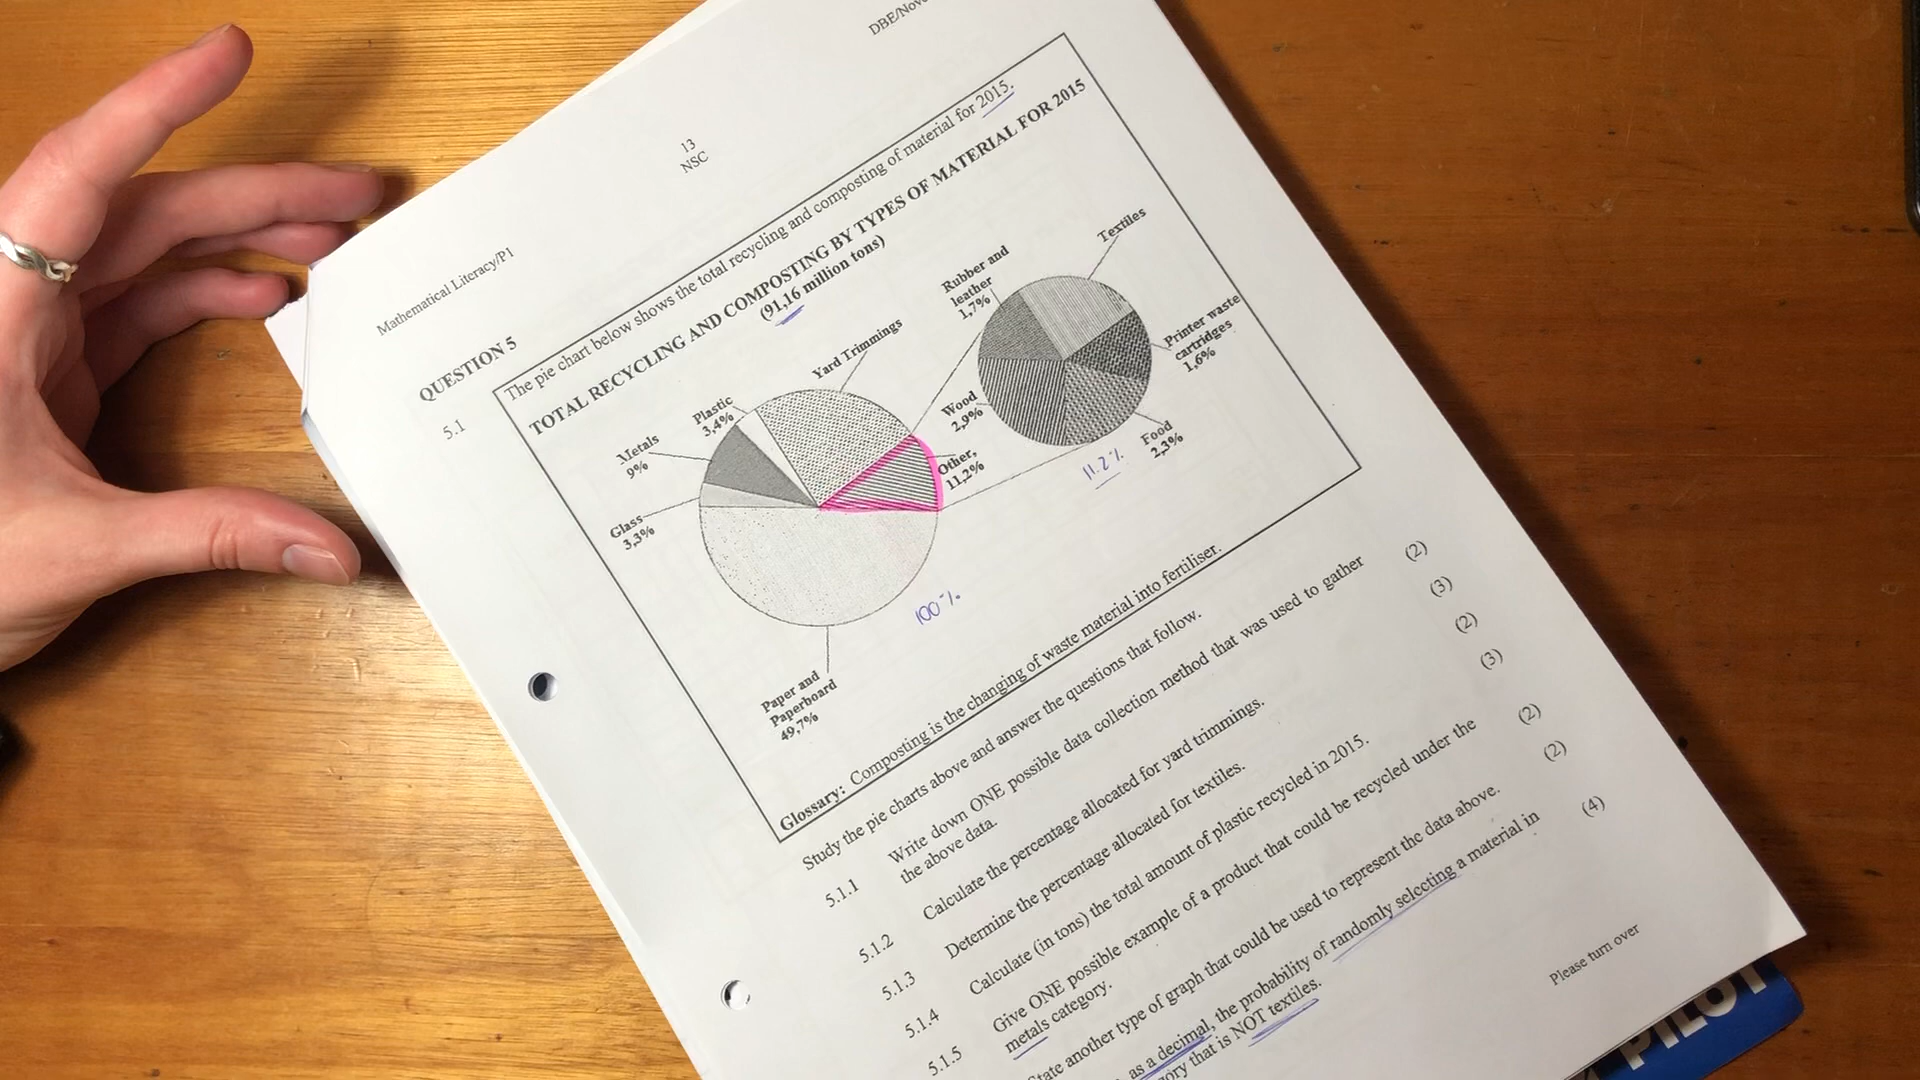 DBE/Nov
13
NSC
Mathematical Literacy/P1
QUESTION 5
5.1
The pie chart below shows the total recycling and composting of material for 2015.
TOTAL RECYCLING AND COMPOSTING BY TYPES OF MATERIAL FOR 2015
(91,16 million tons)
Yard Trimmings
Plastic
3,4%
Metals
9%
Glass
3,3%
Paper and
Paperboard
49,7%
Other,
11,2%
100%
Rubber and
leather
1,7%
Textiles
Printer waste
cartridges
1,6%
Wood
2,9%
Food
2,3%
11.2%
Glossary: Composting is the changing of waste material into fertiliser.
Study the pie charts above and answer the questions that follow.
5.1.1 Write down ONE possible data collection method that was used to gather
the above data. (2)
5.1.2 Calculate the percentage allocated for yard trimmings. (3)
5.1.3 Determine the percentage allocated for textiles. (2)
5.1.4 Calculate (in tons) the total amount of plastic recycled in 2015. (3)
5.1.5 Give ONE possible example of a product that could be recycled under the
metals category. (2)
State another type of graph that could be used to represent the data above. (2)
as a decimal, the probability of randomly selecting a material in
that is NOT textiles. (4)
Please turn over
PILOT